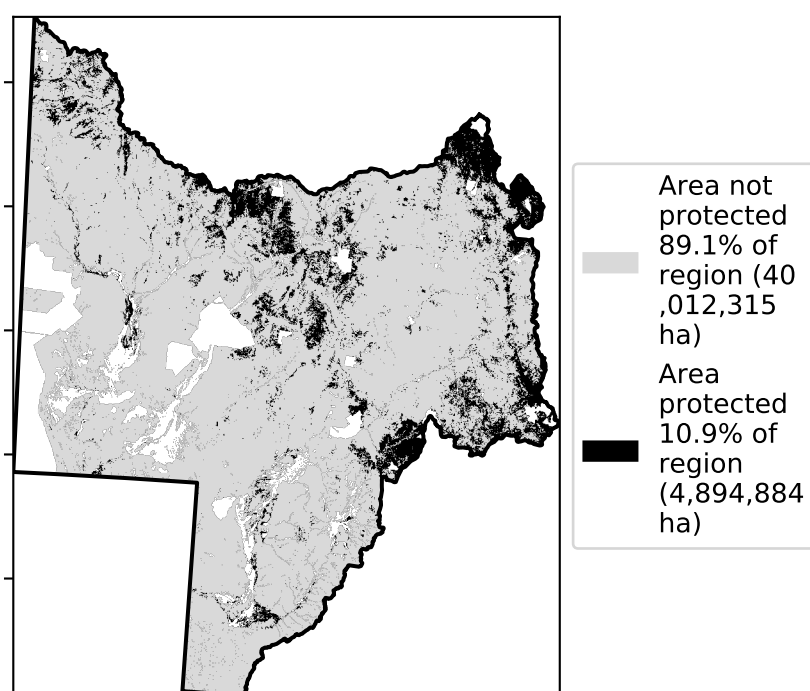 Area not
protected
89.1% of
region (40
,012,315
ha)
Area
protected
10.9% of
region
(4,894,884
ha)